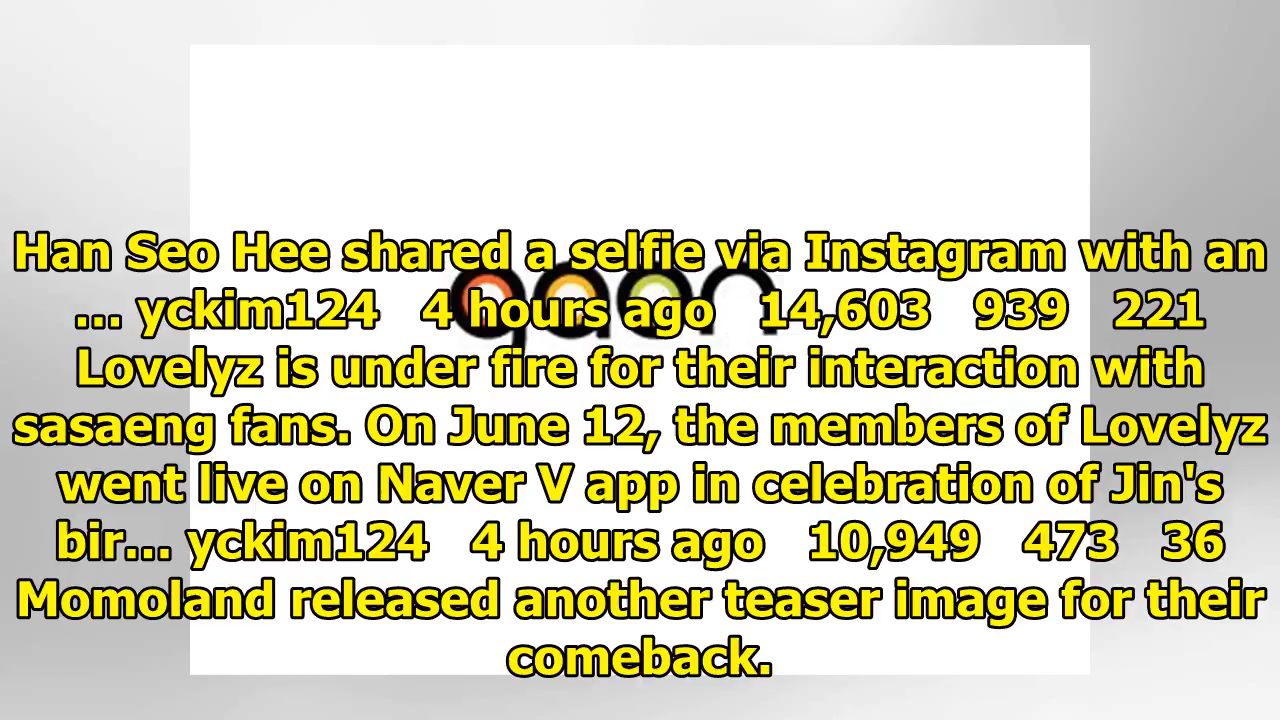 Han Seo Hee shared a selfie via Instagram with an
... yckim124 4 hours ago 14,603 939 221
Lovelyz is under fire for their interaction with
sasaeng fans. On June 12, the members of Lovelyz
went live on Naver V app in celebration of Jin's
bir... yckim124 4 hours ago 10,949 473 36
Momoland released another teaser image for their
comeback.
gaon